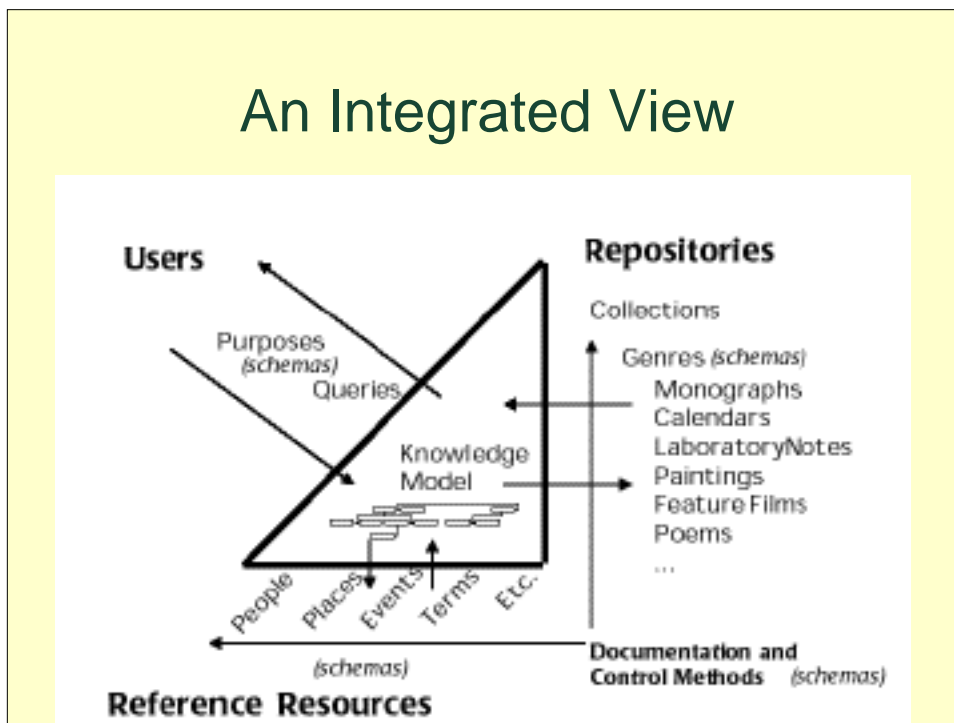 An Integrated View
Users
Repositories
Collections
Purposes
(schemas)
Queries
Genres (schemas)
Monographs
Calendars
LaboratoryNotes
Paintings
Feature Films
Poems
...
Knowledge
Model
People
Places
Events
Terms
Etc.
(schemas)
Documentation and
Control Methods (schemas)
Reference Resources